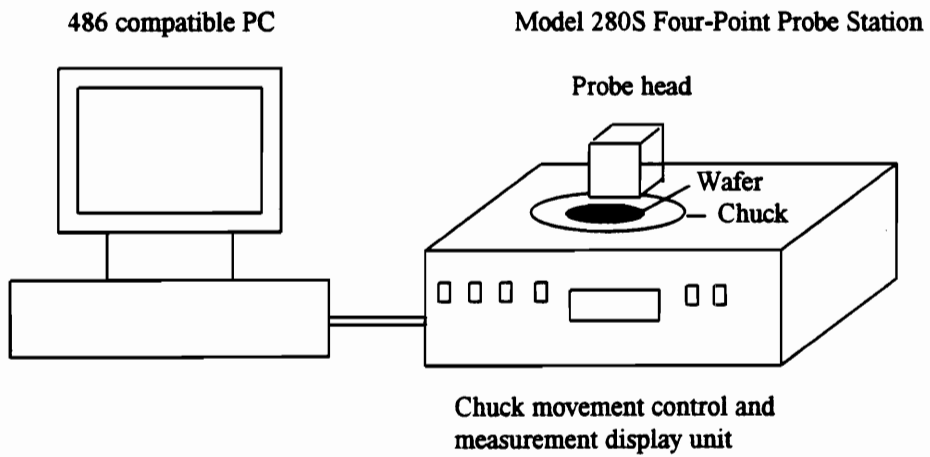 486 compatible PC
Model 280S Four-Point Probe Station
Probe head
Wafer
Chuck
Chuck movement control and
measurement display unit